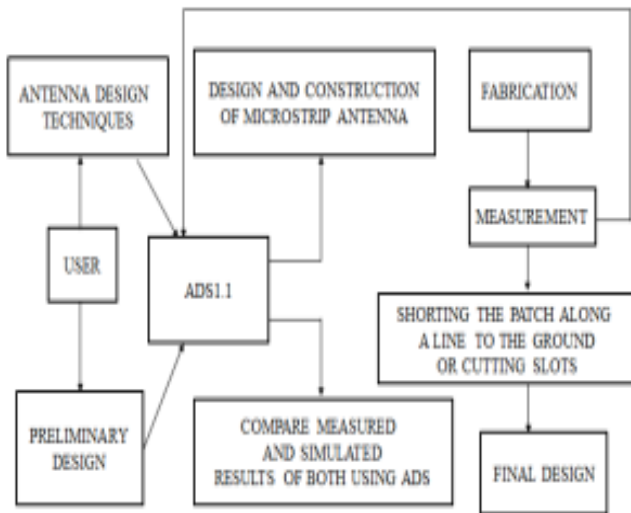 ANTENNA DESIGN
TECHNIQUES
DESIGN AND CONSTRUCTION
OF MICROSTRIP ANTENNA
FABRICATION
USER
ADS1.1
MEASUREMENT
SHORTING THE PATCH ALONG
A LINE TO THE GROUND
OR CUTTING SLOTS
PRELIMINARY
DESIGN
COMPARE MEASURED
AND SIMULATED
RESULTS OF BOTH USING ADS
FINAL DESIGN